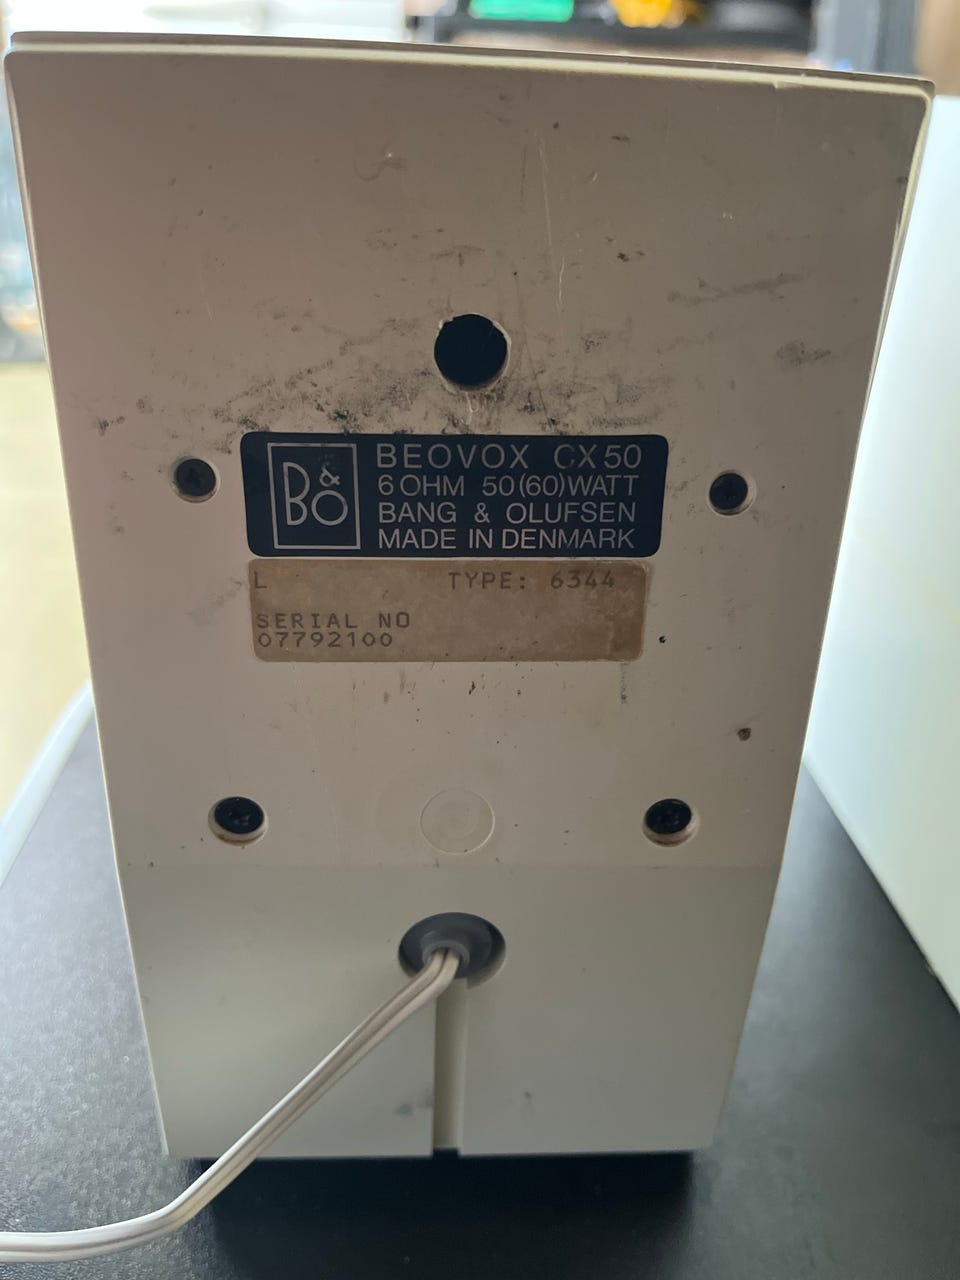 B&O
BEOVOX CX50
6 OHM 50(60)WATT
BANG & OLUFSEN
MADE IN DENMARK
L TYPE: 6344
SERIAL NO
07792100